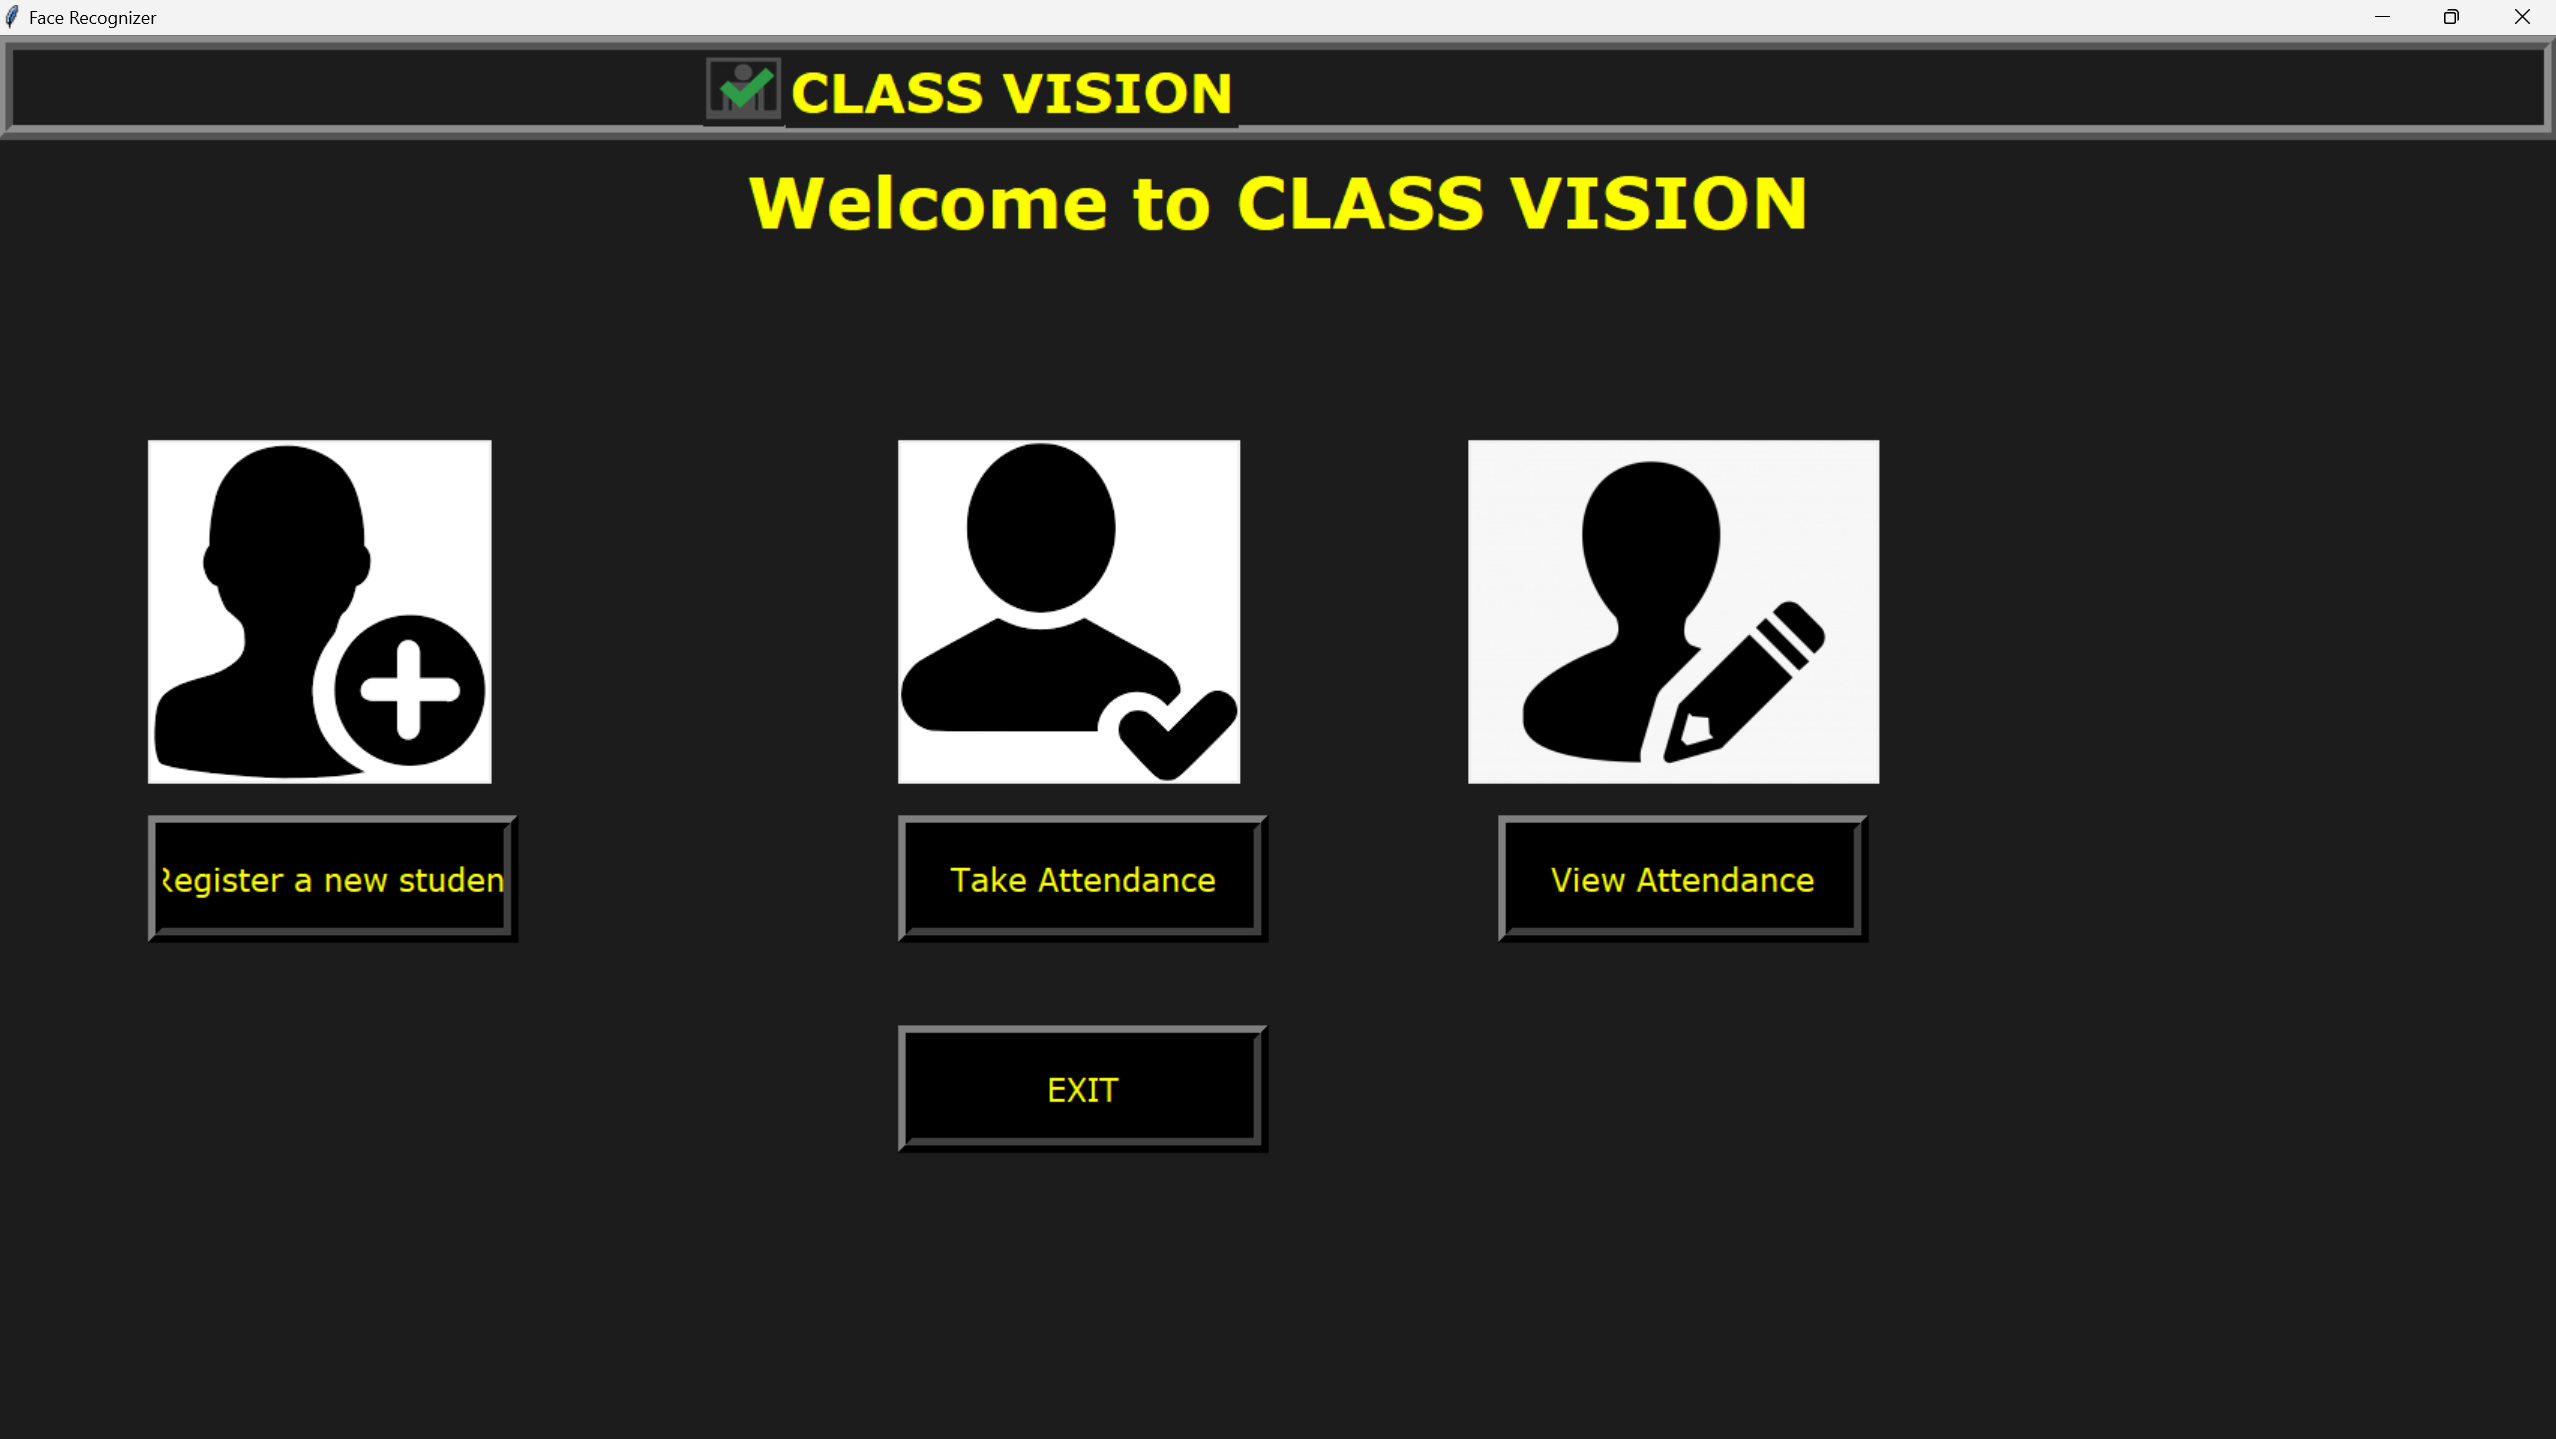 Face Recognizer
CLASS VISION
Welcome to CLASS VISION
Register a new studen
Take Attendance
View Attendance
EXIT